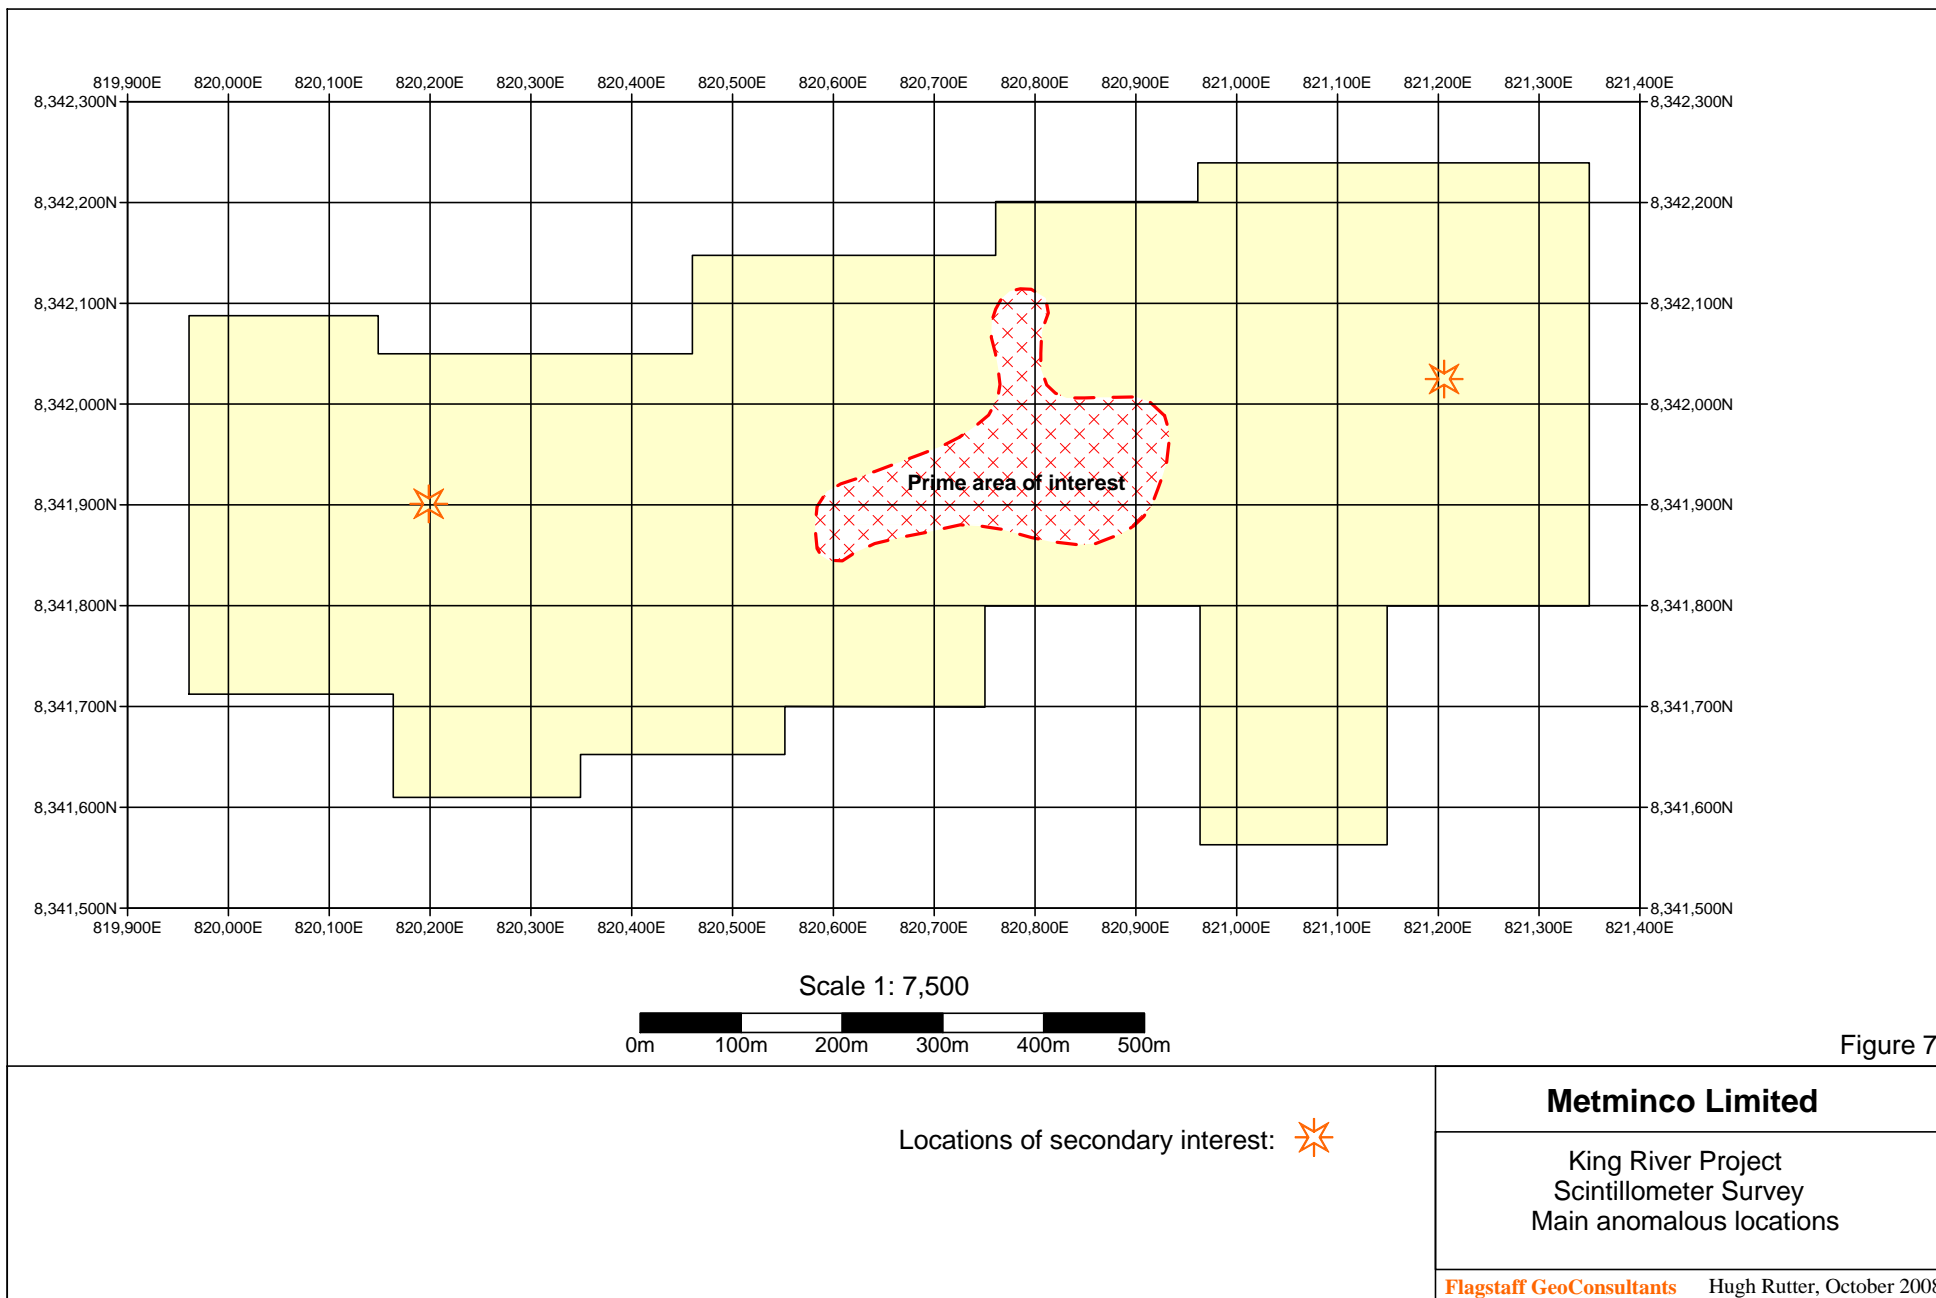 819,900E 820,000E 820,100E 820,200E 820,300E 820,400E 820,500E 820,600E 820,700E 820,800E 820,900E 821,000E 821,100E 821,200E 821,300E 821,400E
8,342,300N 8,342,300N
8,342,200N 8,342,200N
8,342,100N 8,342,100N
8,342,000N 8,342,000N
Prime area of interest
8,341,900N 8,341,900N
8,341,800N 8,341,800N
8,341,700N 8,341,700N
8,341,600N 8,341,600N
8,341,500N 8,341,500N
819,900E 820,000E 820,100E 820,200E 820,300E 820,400E 820,500E 820,600E 820,700E 820,800E 820,900E 821,000E 821,100E 821,200E 821,300E 821,400E
Scale 1: 7,500
0m 100m 200m 300m 400m 500m
Figure 7
Locations of secondary interest:
Metminco Limited
King River Project
Scintillometer Survey
Main anomalous locations
Flagstaff GeoConsultants Hugh Rutter, October 2008